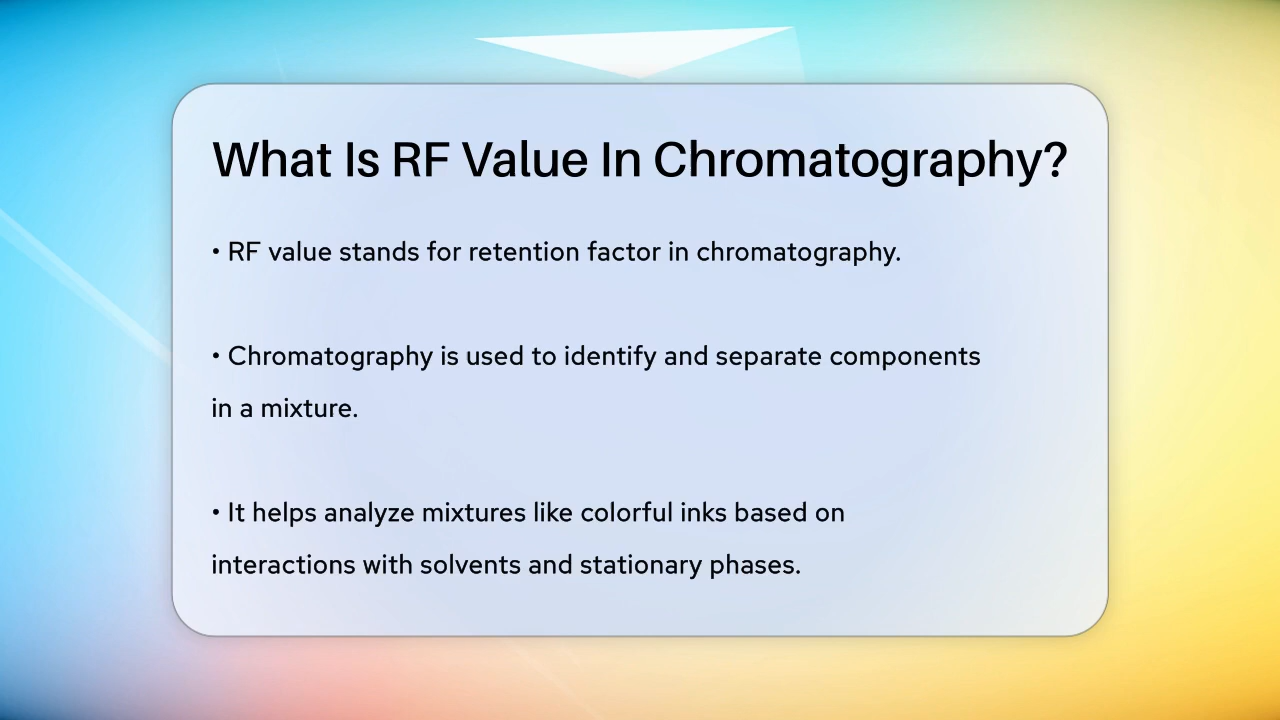 What Is RF Value In Chromatography?
• RF value stands for retention factor in chromatography.
• Chromatography is used to identify and separate components
in a mixture.
• It helps analyze mixtures like colorful inks based on
interactions with solvents and stationary phases.